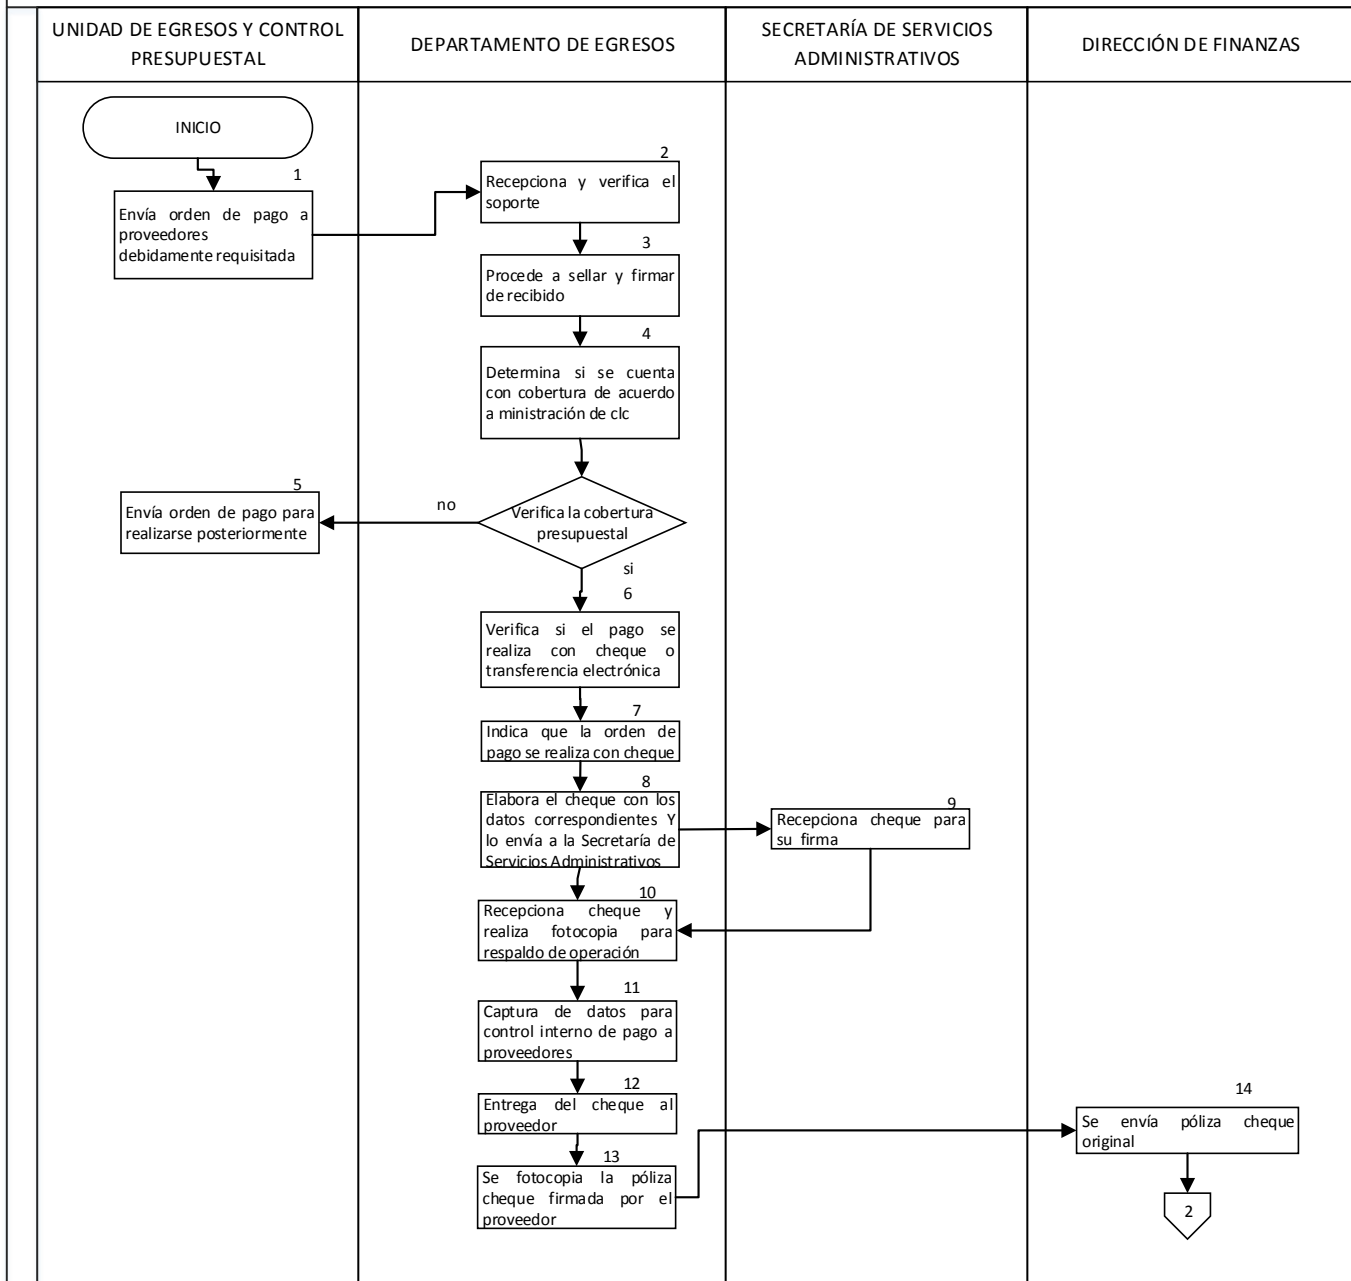 UNIDAD DE EGRESOS Y CONTROL
PRESUPUESTAL
DEPARTAMENTO DE EGRESOS
SECRETARÍA DE SERVICIOS
ADMINISTRATIVOS
DIRECCIÓN DE FINANZAS
INICIO
1
Envía orden de pago a
proveedores
debidamente requisitada
2
Recepciona y verifica el
soporte
3
Procede a sellar y firmar
de recibido
4
Determina si se cuenta
con cobertura de acuerdo
a ministración de clc
Verifica la cobertura
presupuestal
no
5
Envía orden de pago para
realizarse posteriormente
si
6
Verifica si el pago se
realiza con cheque o
transferencia electrónica
7
Indica que la orden de
pago se realiza con cheque
8
Elabora el cheque con los
datos correspondientes Y
lo envía a la Secretaría de
Servicios Administrativos
9
Recepciona cheque para
su firma
10
Recepciona cheque y
realiza fotocopia para
respaldo de operación
11
Captura de datos para
control interno de pago a
proveedores
12
Entrega del cheque al
proveedor
13
Se fotocopia la póliza
cheque firmada por el
proveedor
14
Se envía póliza cheque
original
2